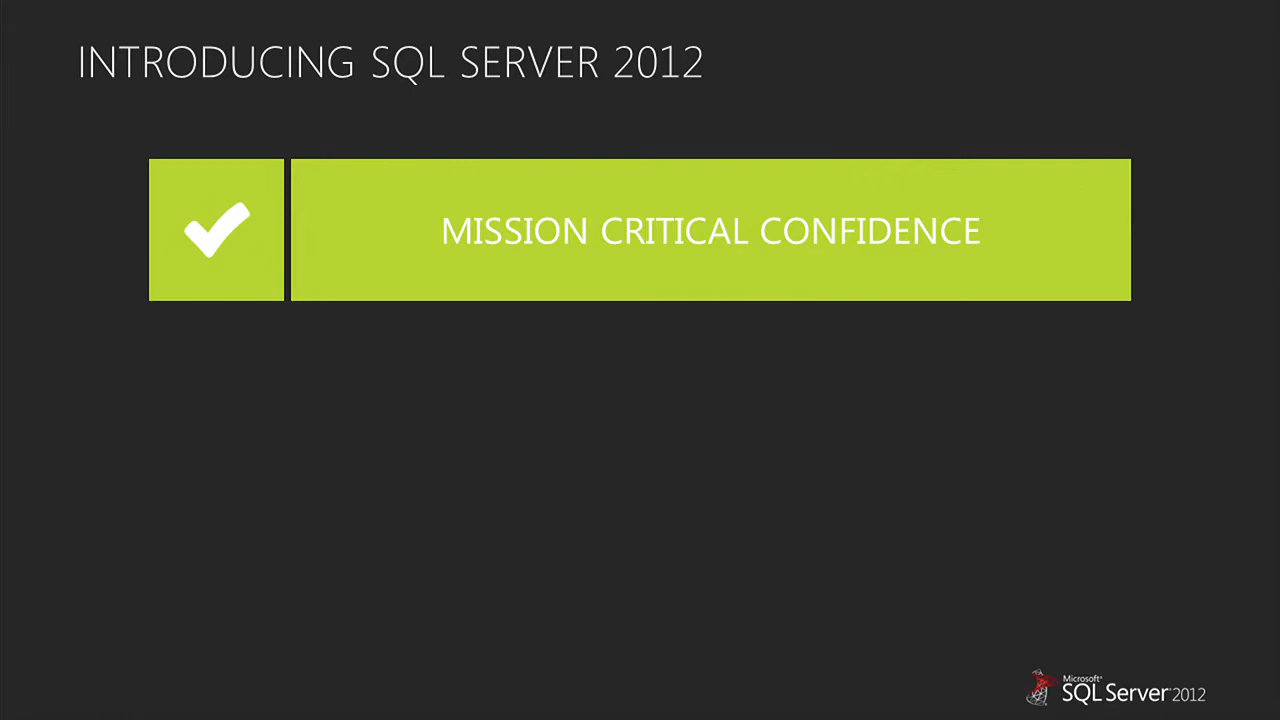 INTRODUCING SQL SERVER 2012
MISSION CRITICAL CONFIDENCE
Microsoft®
SQL Server 2012